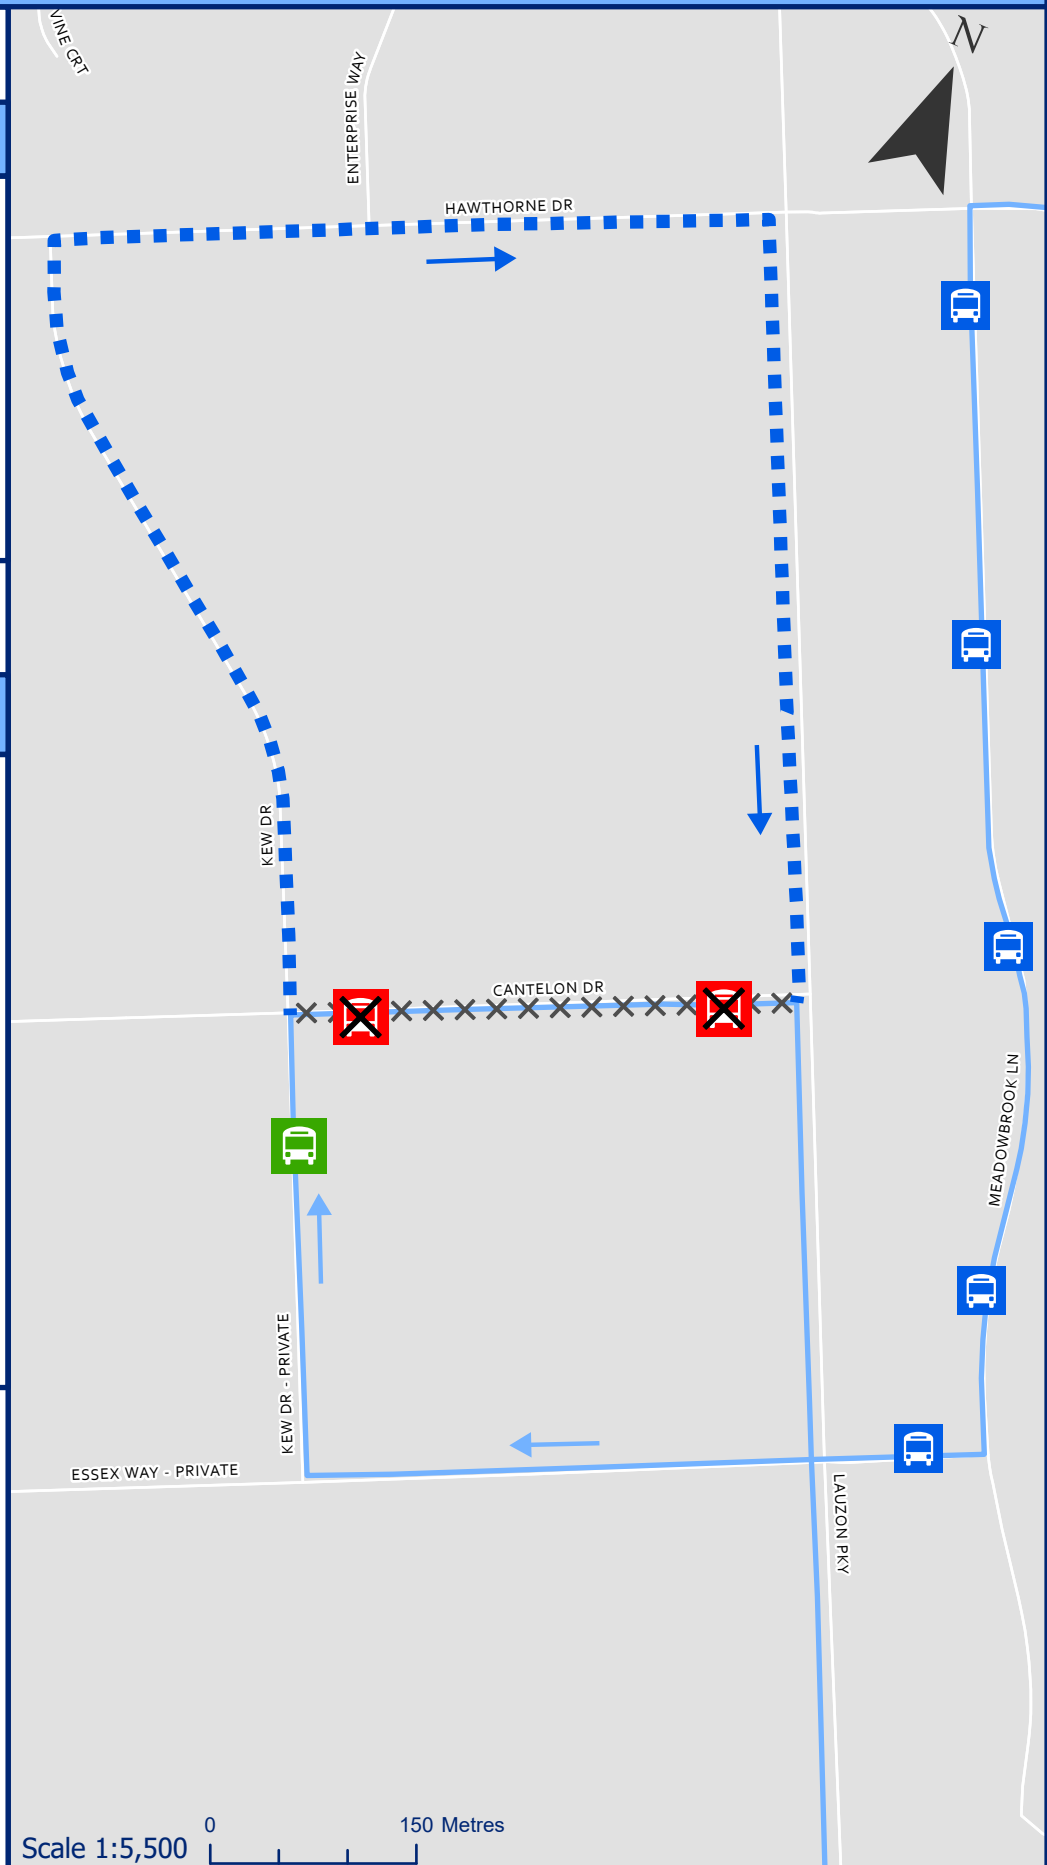 VINE CRT
N
ENTERPRISE WAY
HAWTHORNE DR
KEW DR
CANTELON DR
MEADOWBROOK LN
KEW DR - PRIVATE
ESSEX WAY - PRIVATE
LAUZON PKY
0 150 Metres
Scale 1:5,500